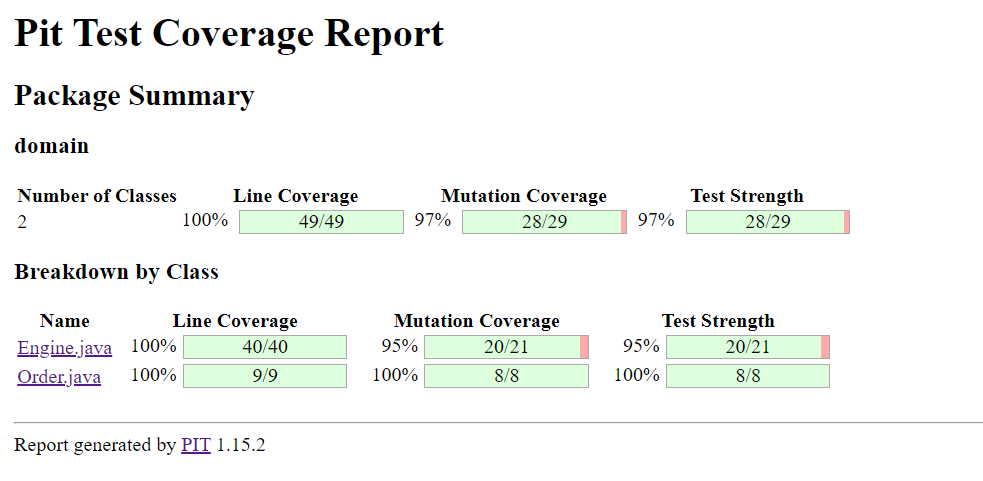 Pit Test Coverage Report
Package Summary
domain
Number of Classes Line Coverage Mutation Coverage Test Strength
2 100% 49/49 97% 28/29 97% 28/29
Breakdown by Class
Name Line Coverage Mutation Coverage Test Strength
Engine.java 100% 40/40 95% 20/21 95% 20/21
Order.java 100% 9/9 100% 8/8 100% 8/8
Report generated by PIT 1.15.2